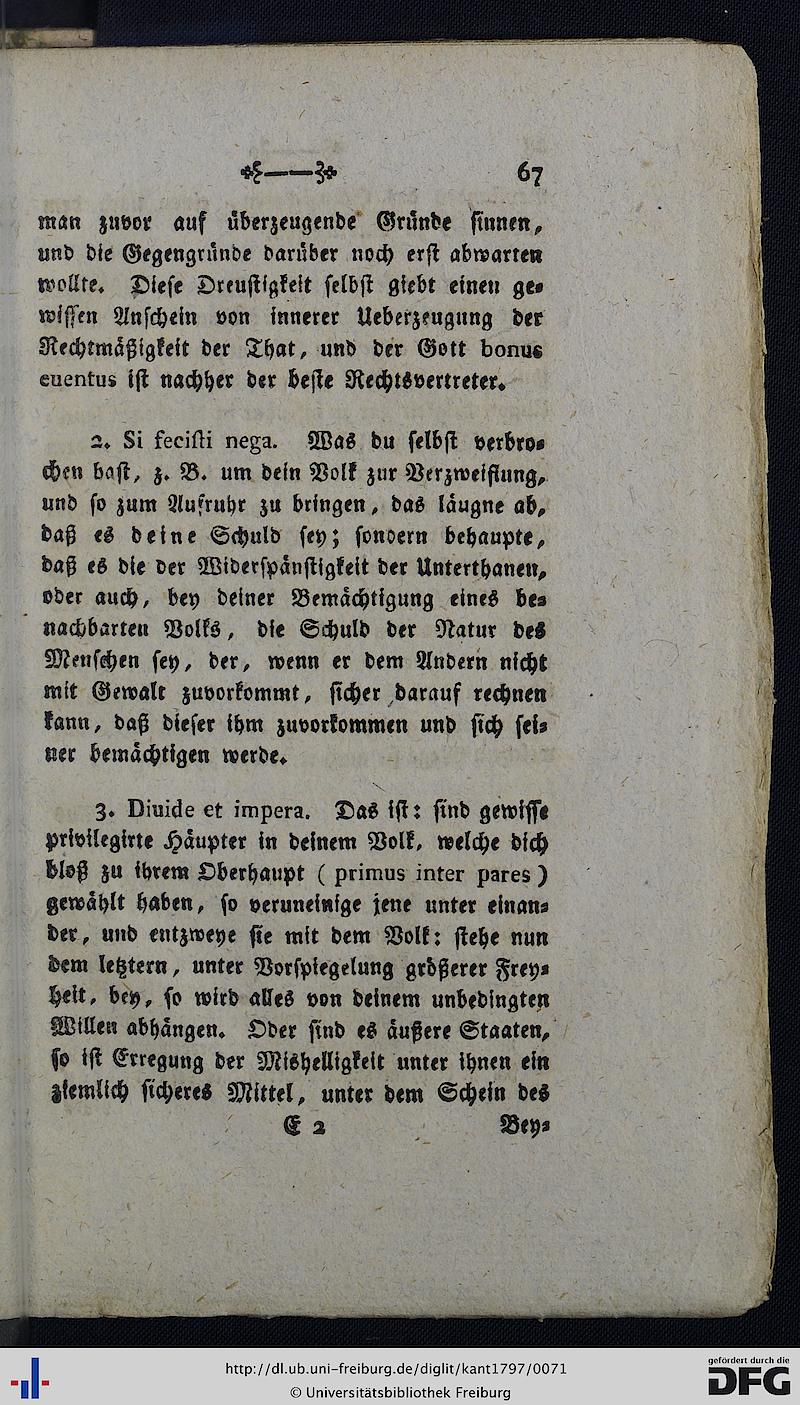 67
man zuvor auf überzeugende Gründe ſinnen,
und die Gegengründe darüber noch erſt abwarten
wollte. Dieſe Dreuſtigkeit ſelbſt giebt einen ge⸗
wiſſen Anſchein von innerer Ueberzeugung der
Rechtmäßigkeit der That, und der Gott bonus
euentus iſt nachher der beſte Rechtsvertreter.
2. Si feciſti nega. Was du ſelbſt verbro⸗
chen haſt, z. B. um dein Volk zur Verzweiflung,
und ſo zum Aufruhr zu bringen, das läugne ab,
daß es deine Schuld ſey; ſondern behaupte,
daß es die der Widerſpänſtigkeit der Unterthanen,
oder auch, bey deiner Bemächtigung eines be⸗
nachbarten Volks, die Schuld der Natur des
Menſchen ſey, der, wenn er dem Andern nicht
mit Gewalt zuvorkommt, ſicher darauf rechnen
kann, daß dieſer ihm zuvorkommen und ſich ſei⸗
ner bemächtigen werde.
3. Diuide et impera. Das iſt: ſind gewiſſe
privilegirte Häupter in deinem Volk, welche dich
bloß zu ihrem Oberhaupt ( primus inter pares )
gewählt haben, ſo veruneinige jene unter einan⸗
der, und entzweye ſie mit dem Volk: ſtehe nun
dem letztern, unter Vorſpiegelung größerer Frey⸗
heit, bey, ſo wird alles von deinem unbedingten
Willen abhängen. Oder ſind es äußere Staaten,
ſo iſt Erregung der Mishelligkeit unter ihnen ein
ziemlich ſicheres Mittel, unter dem Schein des
E 2 Bey⸗
http://dl.ub.uni-freiburg.de/diglit/kant1797/0071
© Universitätsbibliothek Freiburg
gefördert durch die
DFG